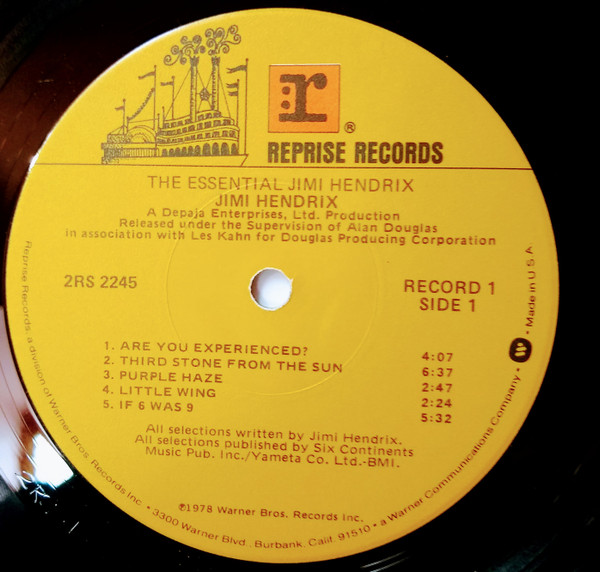 r
®
REPRISE RECORDS
THE ESSENTIAL JIMI HENDRIX
JIMI HENDRIX
A Depaja Enterprises, Ltd. Production
Released under the Supervision of Alan Douglas
in association with Les Kahn for Douglas Producing Corporation
2RS 2245
RECORD 1
SIDE 1
1. ARE YOU EXPERIENCED? 4:07
2. THIRD STONE FROM THE SUN 6:37
3. PURPLE HAZE 2:47
4. LITTLE WING 2:24
5. IF 6 WAS 9 5:32
All selections written by Jimi Hendrix.
All selections published by Six Continents
Music Pub. Inc./Yameta Co. Ltd.-BMI.
℗1978 Warner Bros. Records Inc.
Reprise Records, a division of Warner Bros. Records Inc. • 3300 Warner Blvd., Burbank, Calif. 91510 • a Warner Communications Company • W • Made in U S A